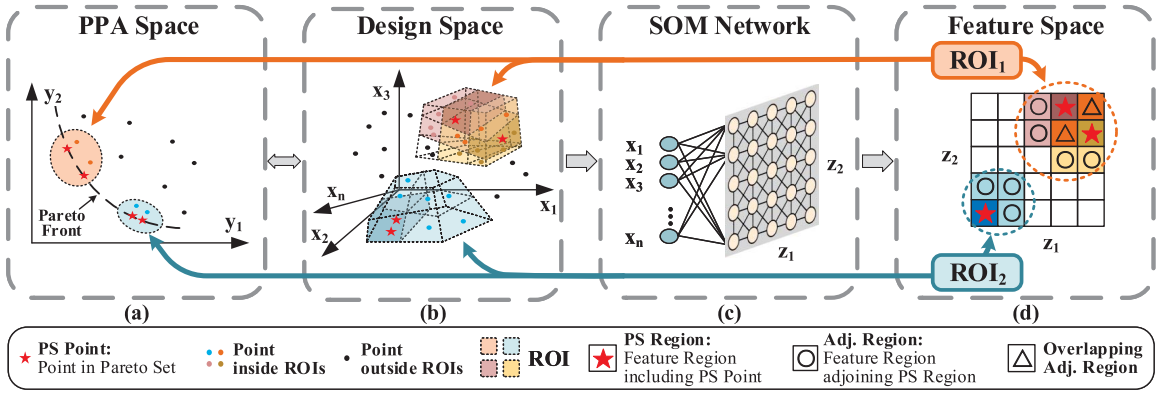 PPA Space
Design Space
SOM Network
Feature Space
ROI1
y2
Pareto
Front
y1
x3
xn
x1
x2
x1
x2
x3
xn
z2
z1
z2
z1
ROI2
(a)
(b)
(c)
(d)
PS Point:
Point in Pareto Set
Point
inside ROIs
Point
outside ROIs
ROI
PS Region:
Feature Region
including PS Point
Adj. Region:
Feature Region
adjoining PS Region
Overlapping
Adj. Region